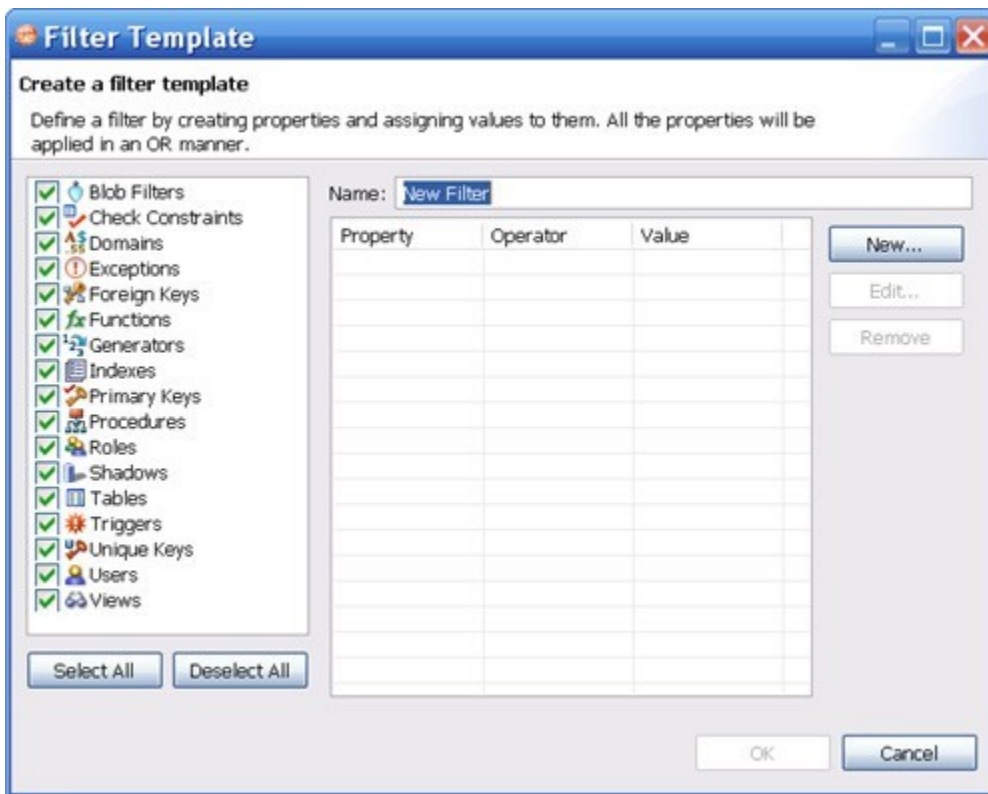 Filter Template
Create a filter template
Define a filter by creating properties and assigning values to them. All the properties will be
applied in an OR manner.
Blob Filters
Check Constraints
Domains
Exceptions
Foreign Keys
Functions
Generators
Indexes
Primary Keys
Procedures
Roles
Shadows
Tables
Triggers
Unique Keys
Users
Views
Select All Deselect All
Name: New Filter
Property Operator Value
New...
Edit...
Remove
OK Cancel